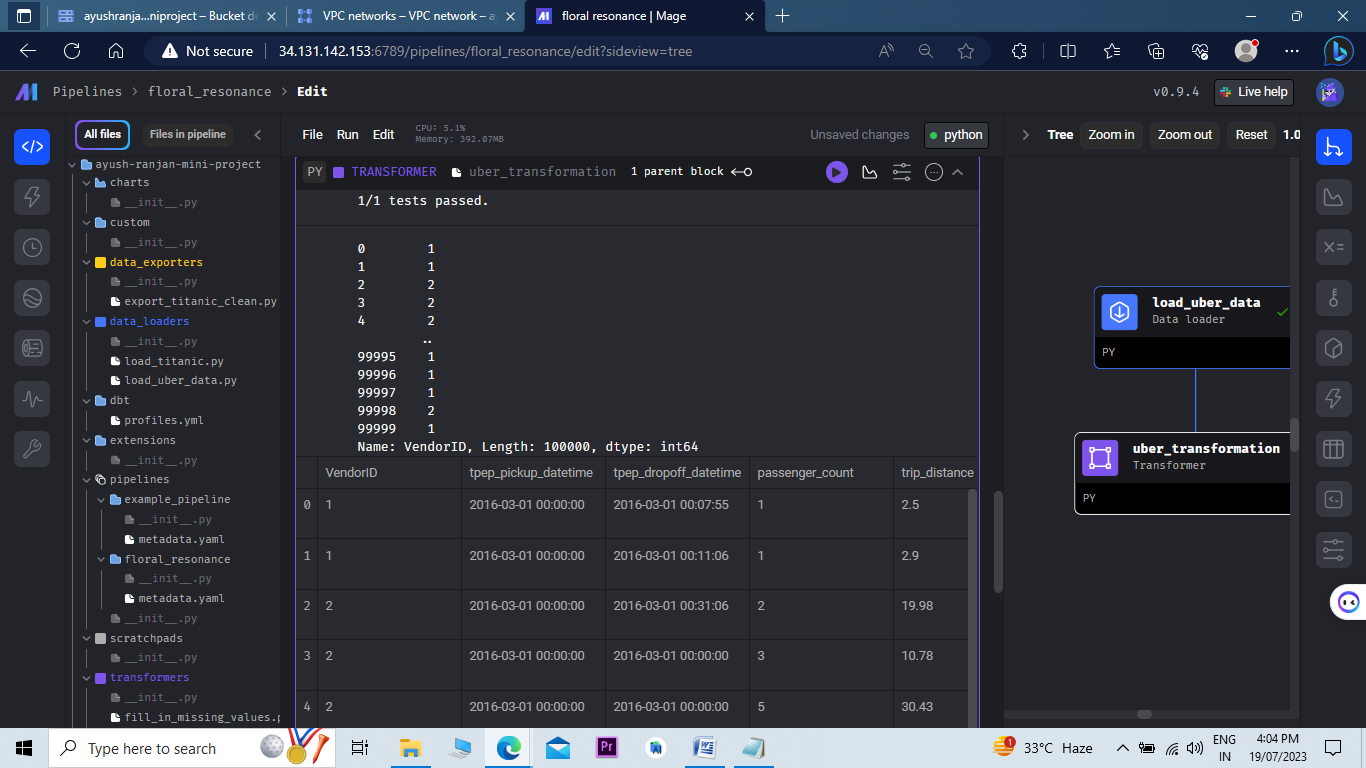 ayushranja...niproject – Bucket de
VPC networks – VPC network – a
floral resonance | Mage
Not secure
34.131.142.153:6789/pipelines/floral_resonance/edit?sideview=tree
Pipelines > floral_resonance > Edit
v0.9.4
Live help
All files
Files in pipeline
File
Run
Edit
CPU: 5.1%
Memory: 392.07MB
Unsaved changes
python
Tree
Zoom in
Zoom out
Reset
1.0
ayush-ranjan-mini-project
charts
__init__.py
custom
__init__.py
data_exporters
__init__.py
export_titanic_clean.py
data_loaders
__init__.py
load_titanic.py
load_uber_data.py
dbt
profiles.yml
extensions
__init__.py
pipelines
example_pipeline
__init__.py
metadata.yaml
floral_resonance
__init__.py
metadata.yaml
__init__.py
scratchpads
__init__.py
transformers
__init__.py
fill_in_missing_values.p
PY TRANSFORMER uber_transformation 1 parent block
1/1 tests passed.
0 1
1 1
2 2
3 2
4 2
..
99995 1
99996 1
99997 1
99998 2
99999 1
Name: VendorID, Length: 100000, dtype: int64
VendorID tpep_pickup_datetime tpep_dropoff_datetime passenger_count trip_distance
0 1 2016-03-01 00:00:00 2016-03-01 00:07:55 1 2.5
1 1 2016-03-01 00:00:00 2016-03-01 00:11:06 1 2.9
2 2 2016-03-01 00:00:00 2016-03-01 00:31:06 2 19.98
3 2 2016-03-01 00:00:00 2016-03-01 00:00:00 3 10.78
4 2 2016-03-01 00:00:00 2016-03-01 00:00:00 5 30.43
load_uber_data
Data loader
PY
uber_transformation
Transformer
PY
Type here to search
Pr
1
33°C Haze
ENG
IN
4:04 PM
19/07/2023